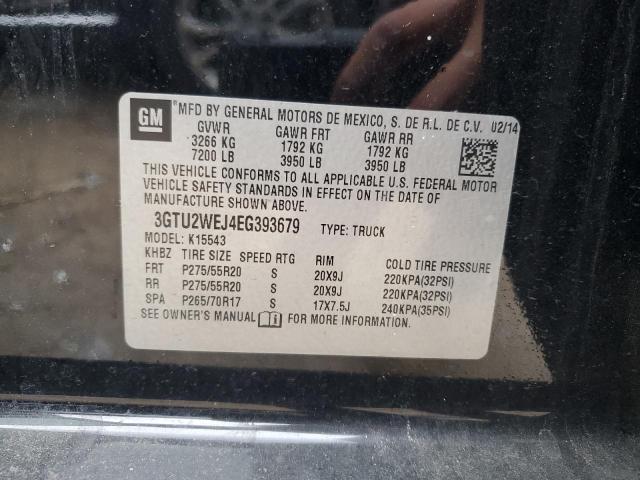 GM
® MFD BY GENERAL MOTORS DE MEXICO, S. DE R.L. DE C.V. 02/14
GVWR GAWR FRT GAWR RR
3266 KG 1792 KG 1792 KG
7200 LB 3950 LB 3950 LB
THIS VEHICLE CONFORMS TO ALL APPLICABLE U.S. FEDERAL MOTOR
VEHICLE SAFETY STANDARDS IN EFFECT ON THE DATE OF
MANUFACTURE SHOWN ABOVE.
3GTU2WEJ4EG393679 TYPE: TRUCK
MODEL: K15543
KHBZ TIRE SIZE SPEED RTG RIM COLD TIRE PRESSURE
FRT P275/55R20 S 20X9J 220KPA(32PSI)
RR P275/55R20 S 20X9J 220KPA(32PSI)
SPA P265/70R17 S 17X7.5J 240KPA(35PSI)
SEE OWNER'S MANUAL FOR MORE INFORMATION.